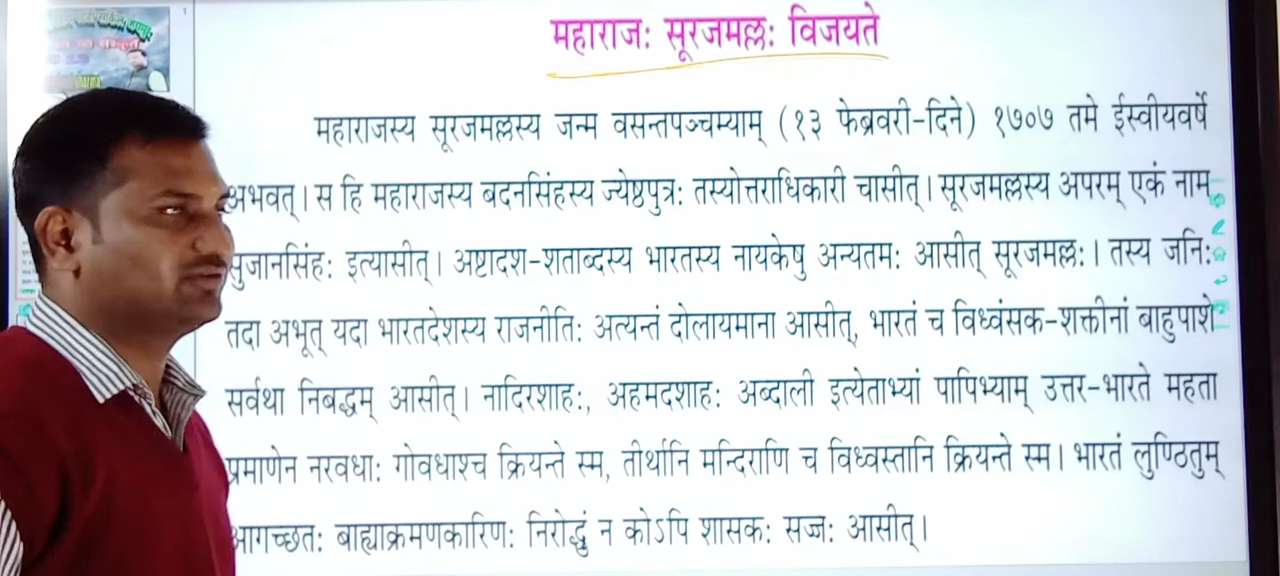 महाराजः सूरजमल्लः विजयते
महाराजस्य सूरजमल्लस्य जन्म वसन्तपञ्चम्याम् (१३ फेब्रवरी-दिने) १७०७ तमे ईस्वीयवर्षे
अभवत्। स हि महाराजस्य बदनसिंहस्य ज्येष्ठपुत्रः तस्योत्तराधिकारी चासीत्। सूरजमल्लस्य अपरम् एकं नाम
सुजानसिंहः इत्यासीत्। अष्टादश-शताब्दस्य भारतस्य नायकेषु अन्यतमः आसीत् सूरजमल्लः। तस्य जनिः
तदा अभूत् यदा भारतदेशस्य राजनीतिः अत्यन्तं दोलायमाना आसीत्, भारतं च विध्वंसक-शक्तीनां बाहुपाशे
सर्वथा निबद्धम् आसीत्। नादिरशाहः, अहमदशाहः अब्दाली इत्येताभ्यां पापिभ्याम् उत्तर-भारते महता
प्रमाणेन नरवधाः गोवधाश्च क्रियन्ते स्म, तीर्थानि मन्दिराणि च विध्वस्तानि क्रियन्ते स्म। भारतं लुण्ठितुम्
आगच्छतः बाह्याक्रमणकारिणः निरोद्धुं न कोऽपि शासकः सज्जः आसीत्।